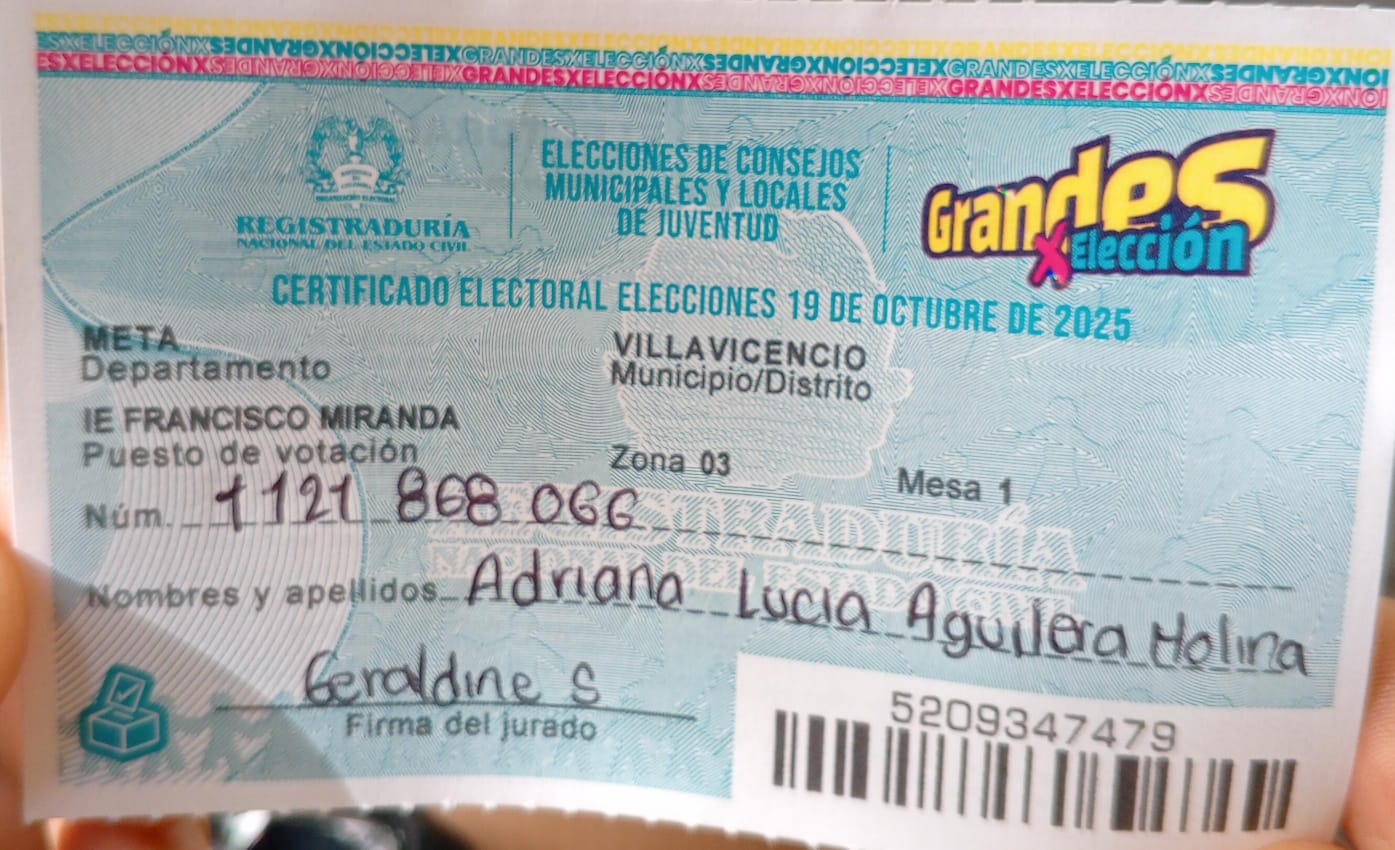 GRANDESXELECCIÓNX
REGISTRADURÍA
NACIONAL DEL ESTADO CIVIL
ELECCIONES DE CONSEJOS
MUNICIPALES Y LOCALES
DE JUVENTUD
Grandes
X Elección
CERTIFICADO ELECTORAL ELECCIONES 19 DE OCTUBRE DE 2025
META
Departamento
VILLAVICENCIO
Municipio/Distrito
IE FRANCISCO MIRANDA
Puesto de votación
Zona 03
Mesa 1
Núm. 1121 868 066
Nombres y apellidos Adriana Lucia Aguilera Molina
Geraldine S
Firma del jurado
5209347479